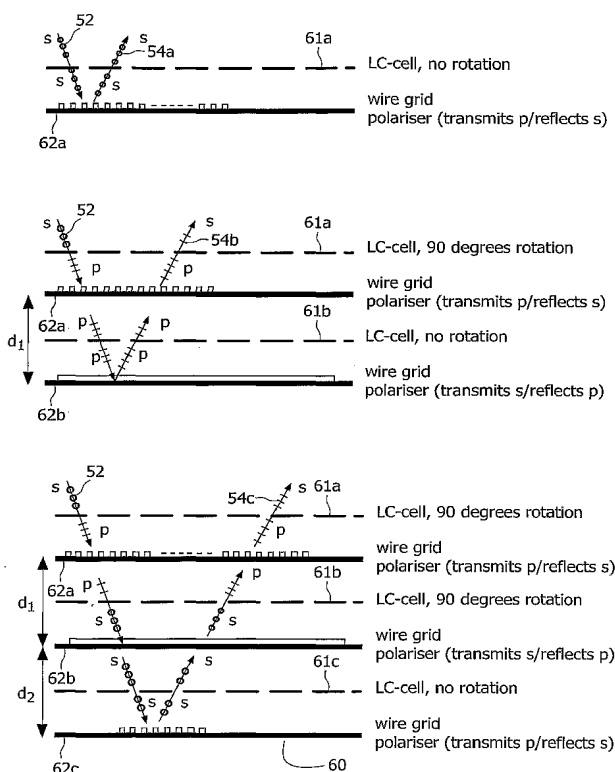 s 52 s 61a
54a
s s
LC-cell, no rotation
wire grid
polariser (transmits p/reflects s)
62a
s 52 s 61a
54b
LC-cell, 90 degrees rotation
p p
wire grid
polariser (transmits p/reflects s)
62a 61b
p p
d1
LC-cell, no rotation
p p
wire grid
polariser (transmits s/reflects p)
62b
s 52 54c s 61a
LC-cell, 90 degrees rotation
p p
wire grid
polariser (transmits p/reflects s)
62a 61b
p p
d1
LC-cell, 90 degrees rotation
s s
wire grid
polariser (transmits s/reflects p)
62b 61c
s s
d2
LC-cell, no rotation
s s
wire grid
polariser (transmits p/reflects s)
62c 60